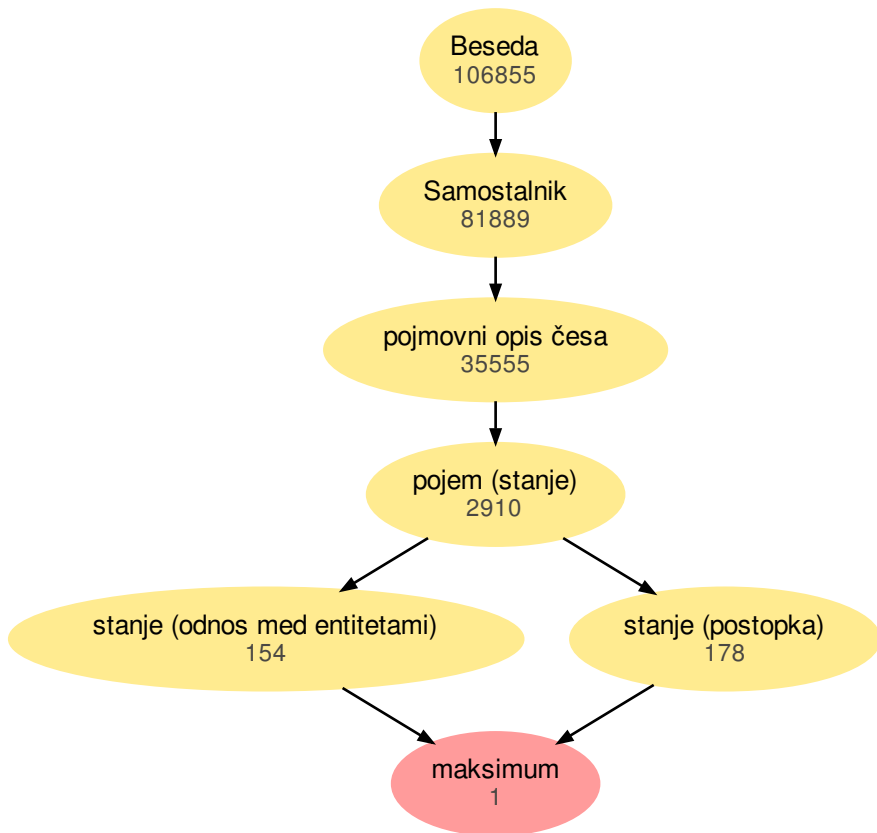 Beseda
106855
Samostalnik
81889
pojmovni opis česa
35555
pojem (stanje)
2910
stanje (odnos med entitetami)
154
stanje (postopka)
178
maksimum
1